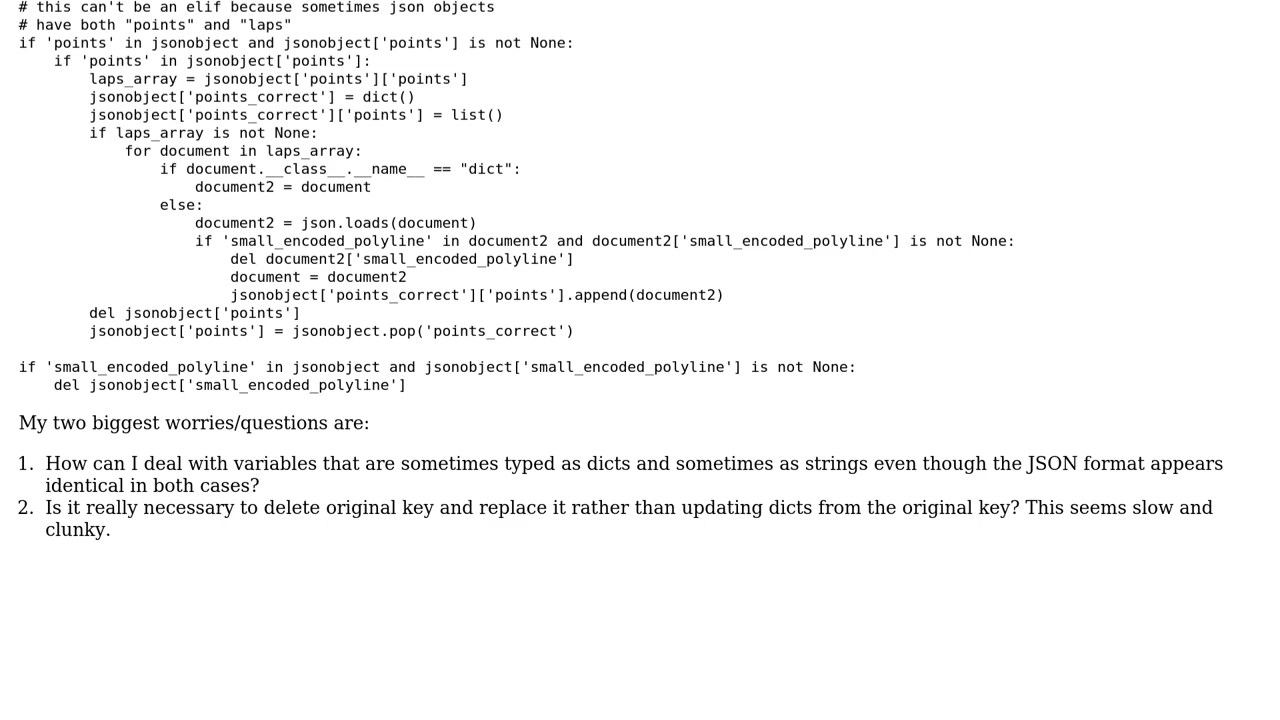 # this can't be an elif because sometimes json objects
# have both "points" and "laps"
if 'points' in jsonobject and jsonobject['points'] is not None:
    if 'points' in jsonobject['points']:
        laps_array = jsonobject['points']['points']
        jsonobject['points_correct'] = dict()
        jsonobject['points_correct']['points'] = list()
        if laps_array is not None:
            for document in laps_array:
                if document.__class__.__name__ == "dict":
                    document2 = document
                else:
                    document2 = json.loads(document)
                    if 'small_encoded_polyline' in document2 and document2['small_encoded_polyline'] is not None:
                        del document2['small_encoded_polyline']
                        document = document2
                        jsonobject['points_correct']['points'].append(document2)
        del jsonobject['points']
        jsonobject['points'] = jsonobject.pop('points_correct')

if 'small_encoded_polyline' in jsonobject and jsonobject['small_encoded_polyline'] is not None:
    del jsonobject['small_encoded_polyline']

My two biggest worries/questions are:

1. How can I deal with variables that are sometimes typed as dicts and sometimes as strings even though the JSON format appears
identical in both cases?
2. Is it really necessary to delete original key and replace it rather than updating dicts from the original key? This seems slow and
clunky.